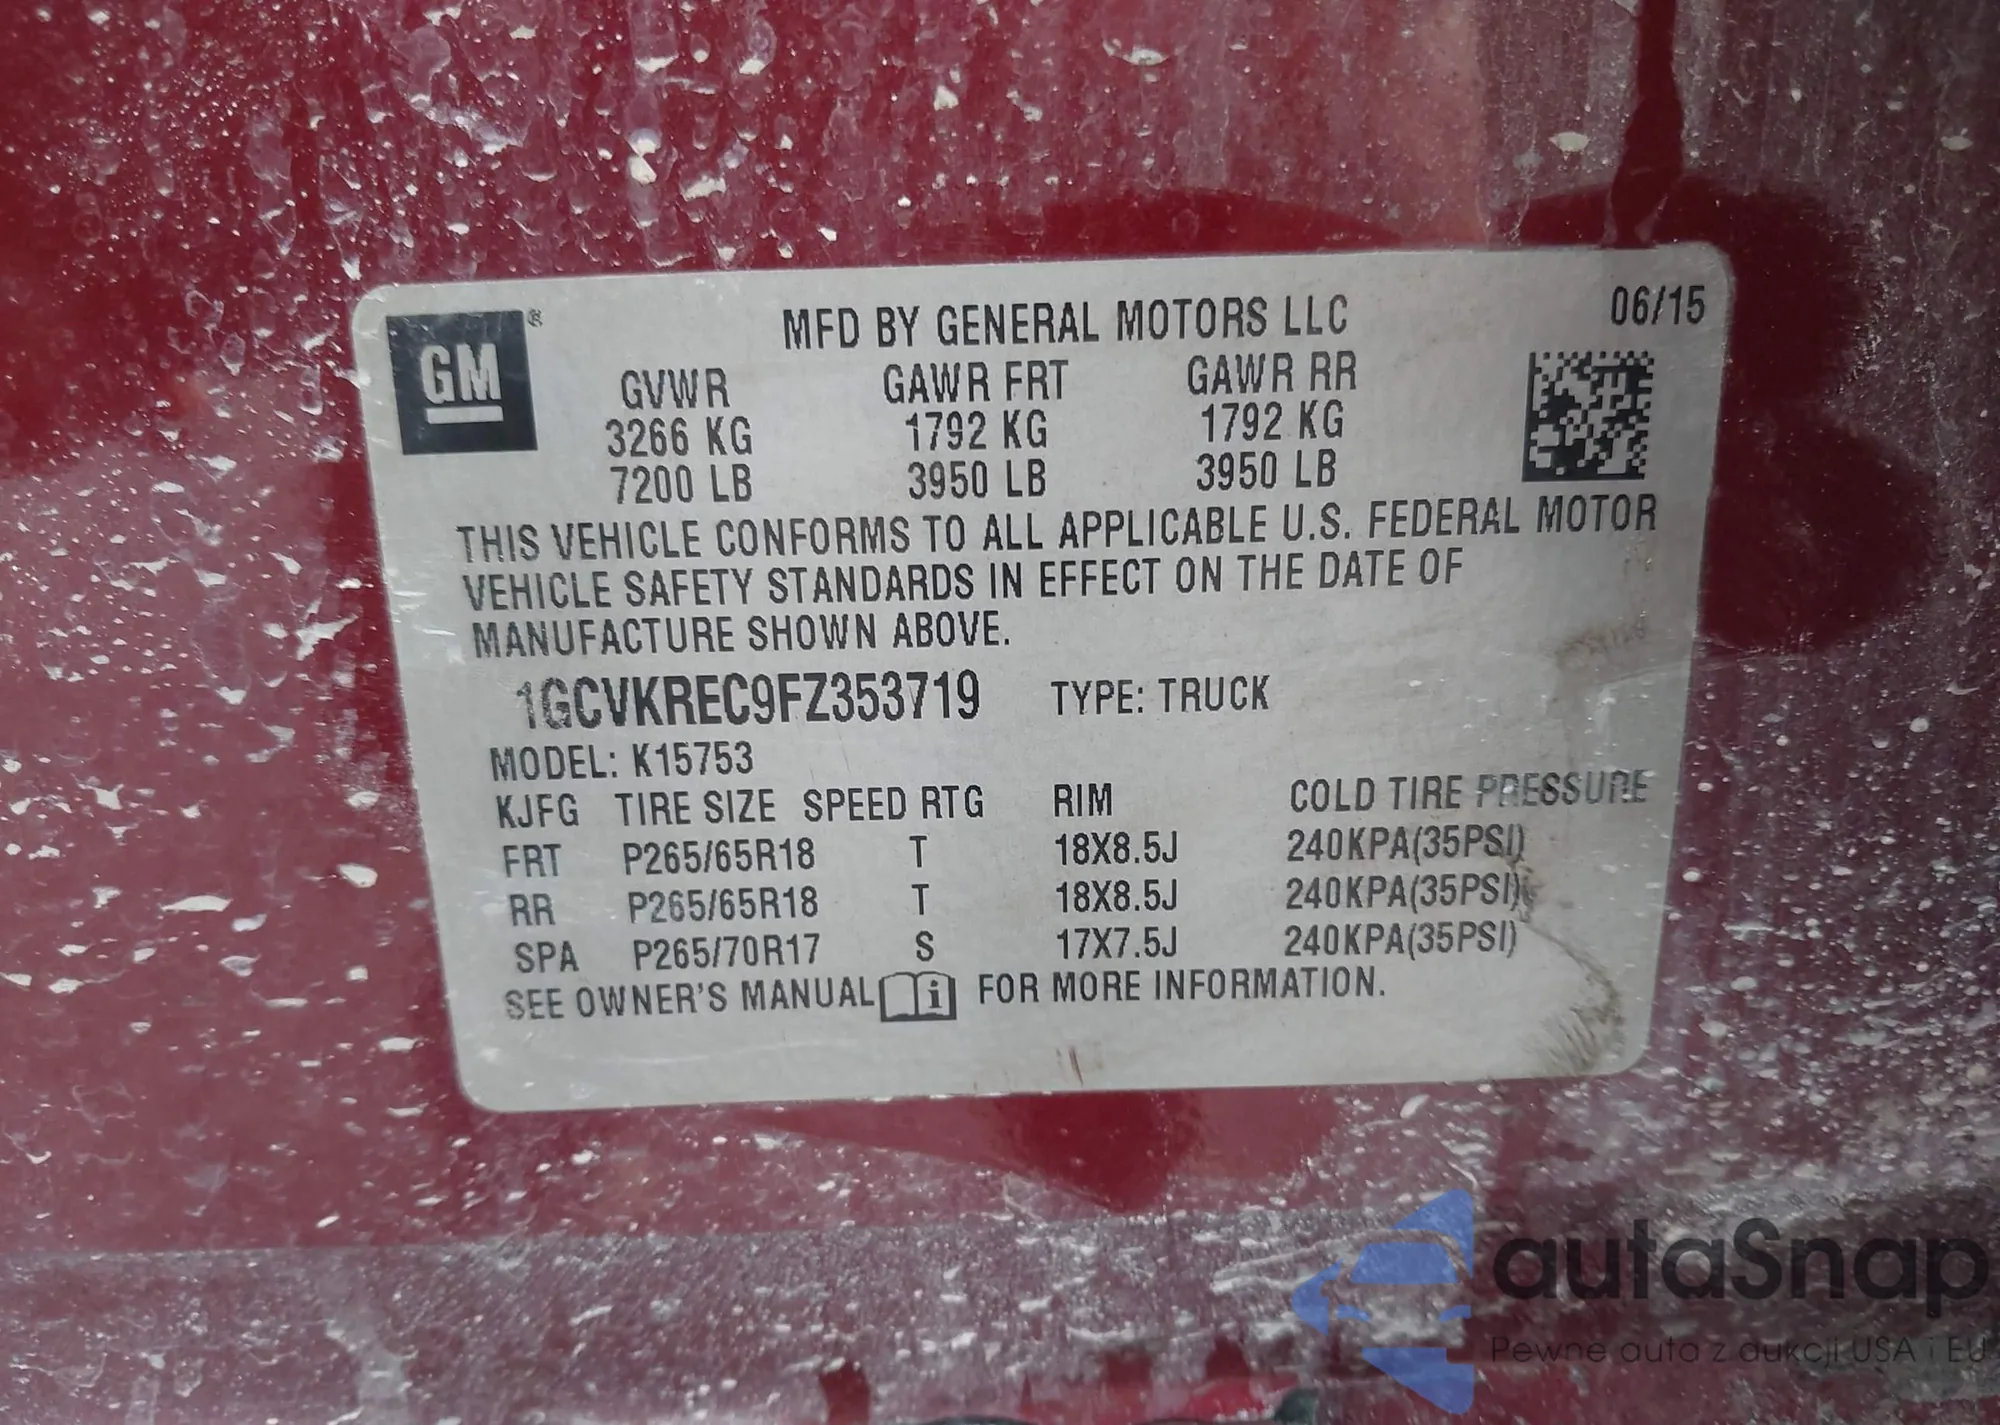 GM®
MFD BY GENERAL MOTORS LLC 06/15
GVWR GAWR FRT GAWR RR
3266 KG 1792 KG 1792 KG
7200 LB 3950 LB 3950 LB
THIS VEHICLE CONFORMS TO ALL APPLICABLE U.S. FEDERAL MOTOR
VEHICLE SAFETY STANDARDS IN EFFECT ON THE DATE OF
MANUFACTURE SHOWN ABOVE.
1GCVKREC9FZ353719 TYPE: TRUCK
MODEL: K15753
KJFG TIRE SIZE SPEED RTG RIM COLD TIRE PRESSURE
FRT P265/65R18 T 18X8.5J 240KPA(35PSI)
RR P265/65R18 T 18X8.5J 240KPA(35PSI)
SPA P265/70R17 S 17X7.5J 240KPA(35PSI)
SEE OWNER'S MANUAL i FOR MORE INFORMATION.
autaSnap
Pewne auta z aukcji USA i EU